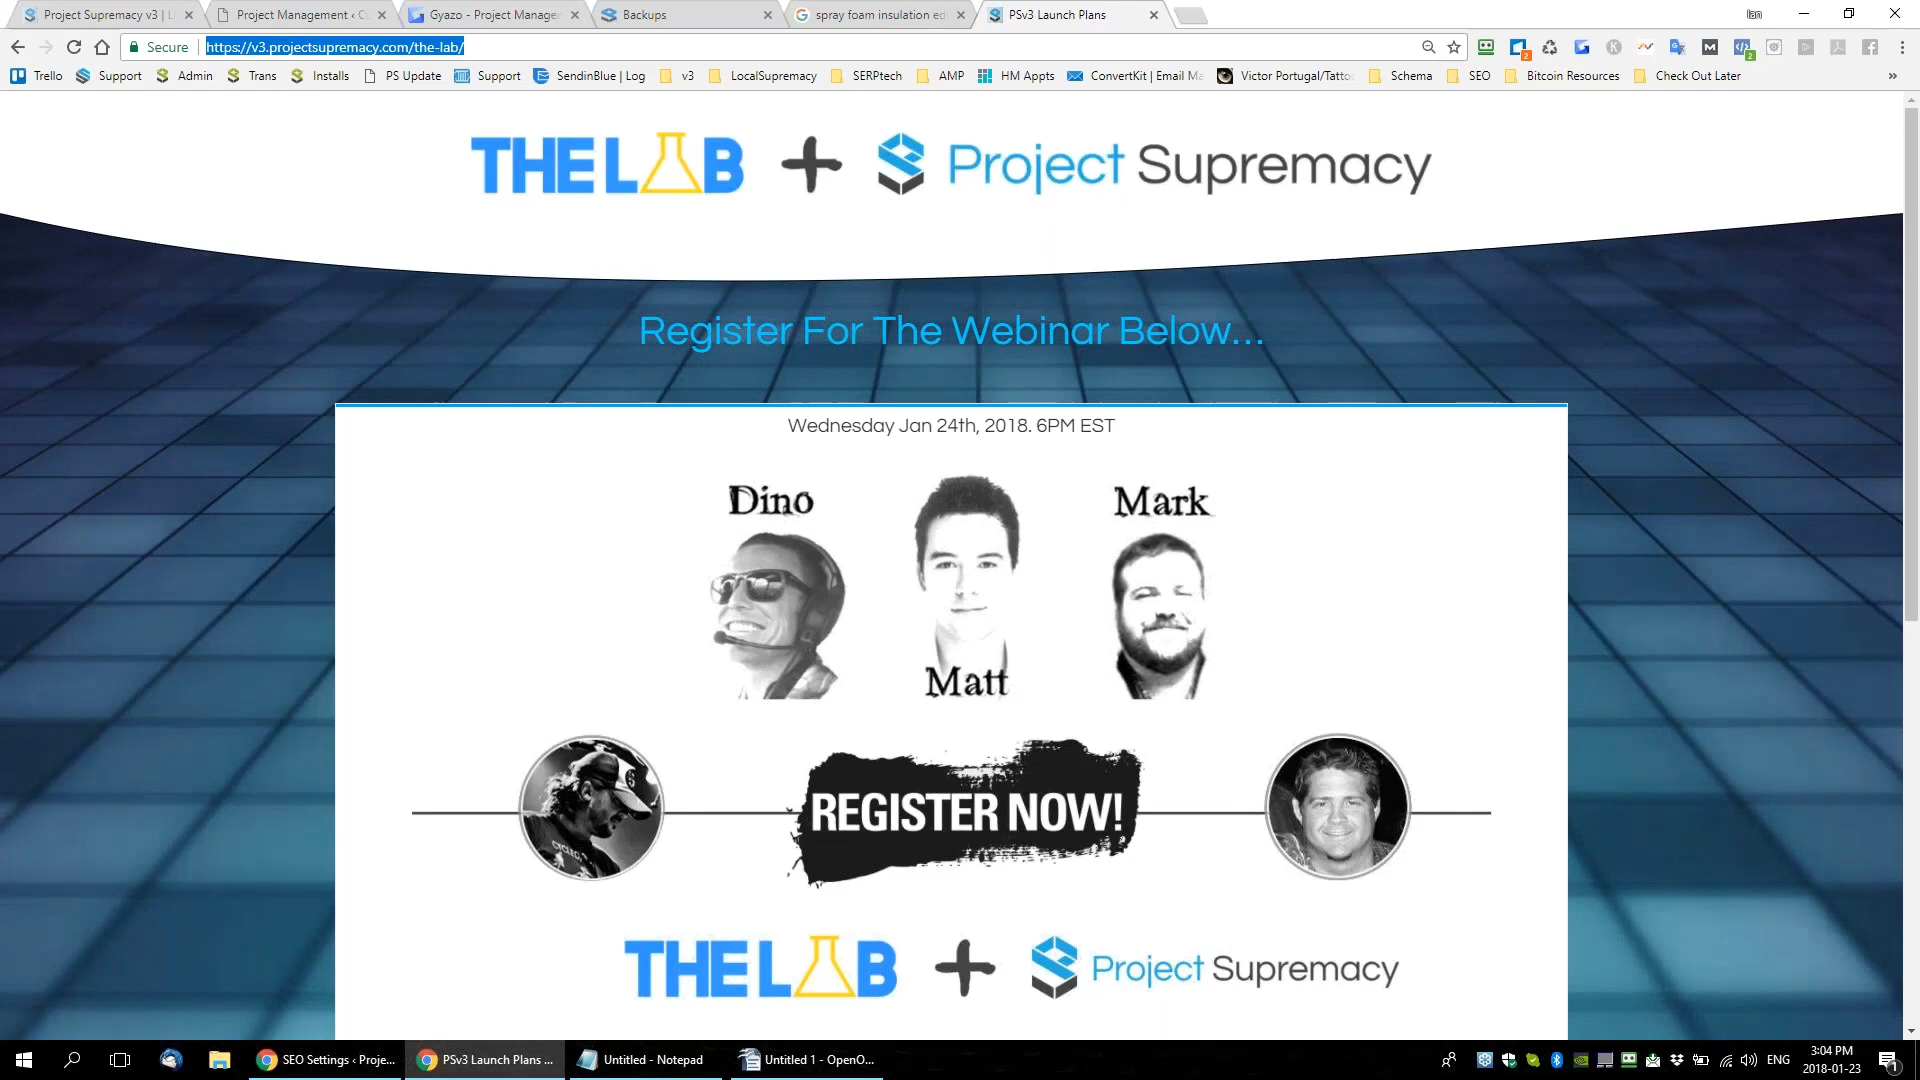 Project Supremacy v3 | L
Project Management ‹ C
Gyazo - Project Manage
Backups
spray foam insulation ed
PSv3 Launch Plans
Ian
Secure
https://v3.projectsupremacy.com/the-lab/
Trello
Support
Admin
Trans
Installs
PS Update
Support
SendinBlue | Log
v3
LocalSupremacy
SERPtech
AMP
HM Appts
ConvertKit | Email M
Victor Portugal/Tatto
Schema
SEO
Bitcoin Resources
Check Out Later
»
THE LAB + Project Supremacy
Register For The Webinar Below...
Wednesday Jan 24th, 2018. 6PM EST
Dino
Mark
Matt
REGISTER NOW!
THE LAB + Project Supremacy
SEO Settings ‹ Proje...
PSv3 Launch Plans ...
Untitled - Notepad
Untitled 1 - OpenO...
ENG
3:04 PM
2018-01-23